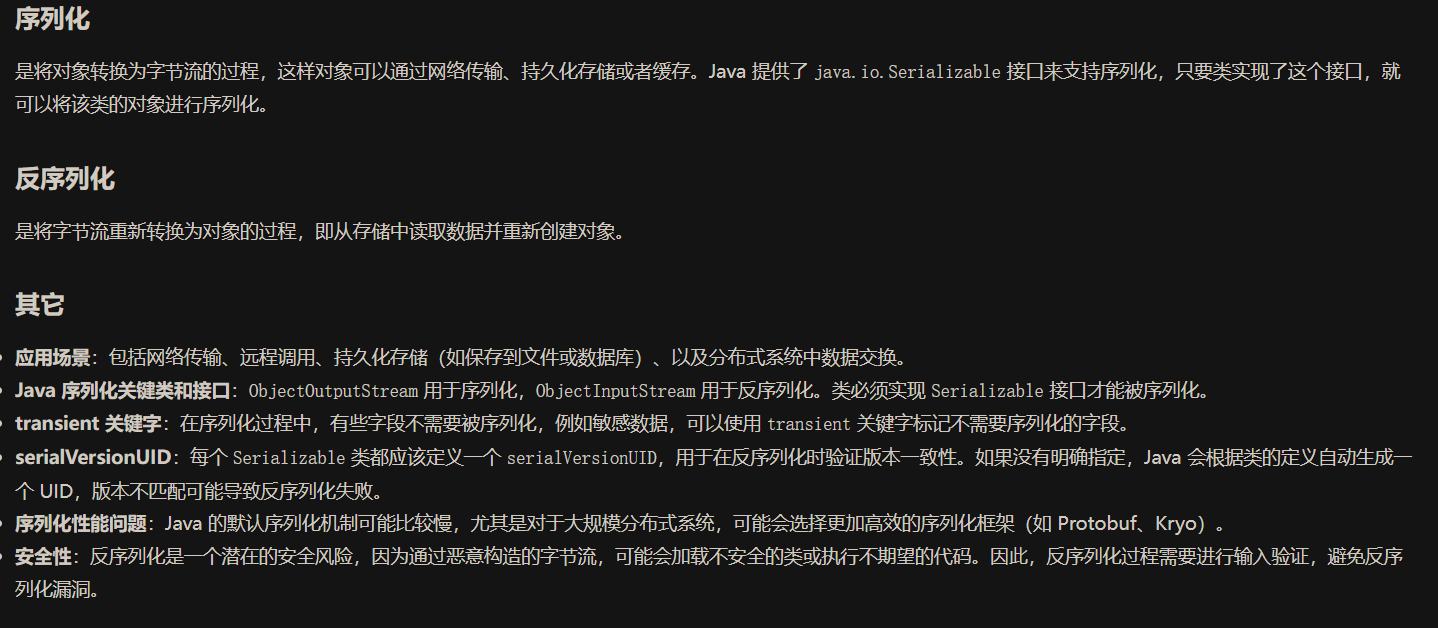 序列化
是将对象转换为字节流的过程，这样对象可以通过网络传输、持久化存储或者缓存。Java 提供了 java.io.Serializable 接口来支持序列化，只要类实现了这个接口，就
可以将该类的对象进行序列化。
反序列化
是将字节流重新转换为对象的过程，即从存储中读取数据并重新创建对象。
其它
应用场景：包括网络传输、远程调用、持久化存储（如保存到文件或数据库）、以及分布式系统中数据交换。
Java 序列化关键类和接口：ObjectOutputStream 用于序列化，ObjectInputStream 用于反序列化。类必须实现 Serializable 接口才能被序列化。
transient 关键字：在序列化过程中，有些字段不需要被序列化，例如敏感数据，可以使用 transient 关键字标记不需要序列化的字段。
serialVersionUID：每个 Serializable 类都应该定义一个 serialVersionUID，用于在反序列化时验证版本一致性。如果没有明确指定，Java 会根据类的定义自动生成一
个 UID，版本不匹配可能导致反序列化失败。
序列化性能问题：Java 的默认序列化机制可能比较慢，尤其是对于大规模分布式系统，可能会选择更加高效的序列化框架（如 Protobuf、Kryo）。
安全性：反序列化是一个潜在的安全风险，因为通过恶意构造的字节流，可能会加载不安全的类或执行不期望的代码。因此，反序列化过程需要进行输入验证，避免反序
列化漏洞。